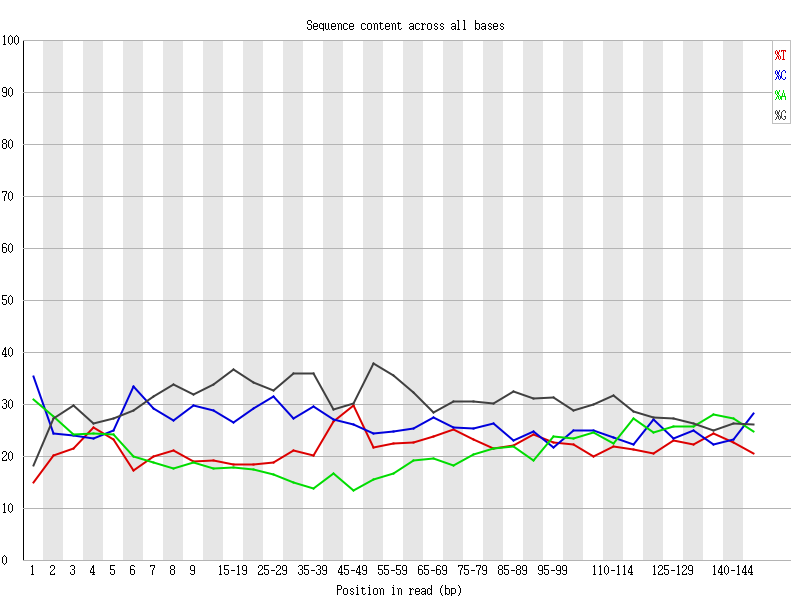 Sequence content across all bases
100
90
80
70
60
50
40
30
20
10
0
%T
%C
%A
%G
1 2 3 4 5 6 7 8 9 15-19 25-29 35-39 45-49 55-59 65-69 75-79 85-89 95-99 110-114 125-129 140-144
Position in read (bp)